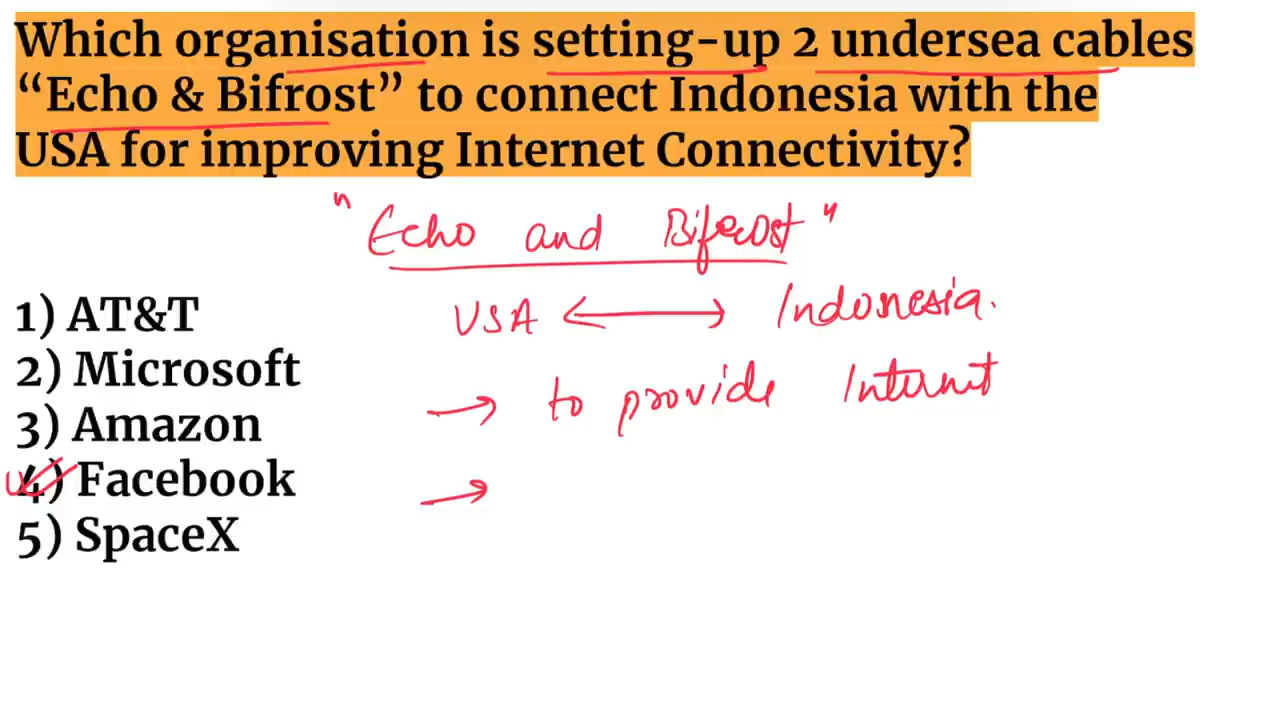 Which organisation is setting-up 2 undersea cables
“Echo & Bifrost” to connect Indonesia with the
USA for improving Internet Connectivity?
"Echo and Bifrost"
1) AT&T
USA ⟷ Indonesia.
2) Microsoft
→ to provide Internet
3) Amazon
4) Facebook
→
5) SpaceX